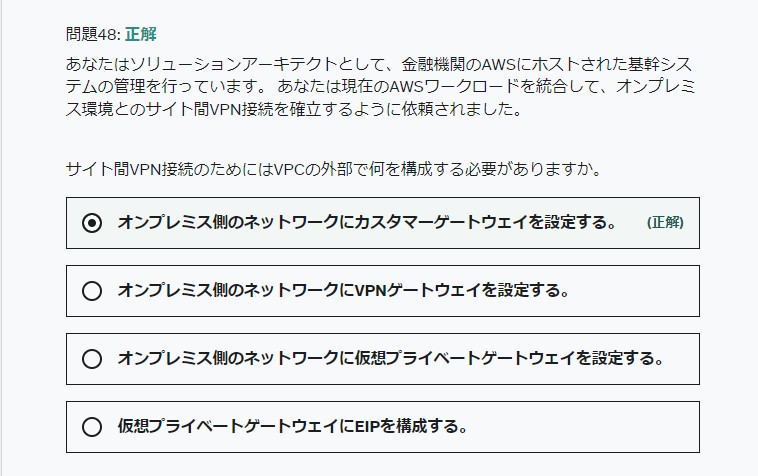 問題48: 正解
あなたはソリューションアーキテクトとして、金融機関のAWSにホストされた基幹シス
テムの管理を行っています。 あなたは現在のAWSワークロードを統合して、オンプレミ
ス環境とのサイト間VPN接続を確立するように依頼されました。
サイト間VPN接続のためにはVPCの外部で何を構成する必要がありますか。
オンプレミス側のネットワークにカスタマーゲートウェイを設定する。 (正解)
オンプレミス側のネットワークにVPNゲートウェイを設定する。
オンプレミス側のネットワークに仮想プライベートゲートウェイを設定する。
仮想プライベートゲートウェイにEIPを構成する。